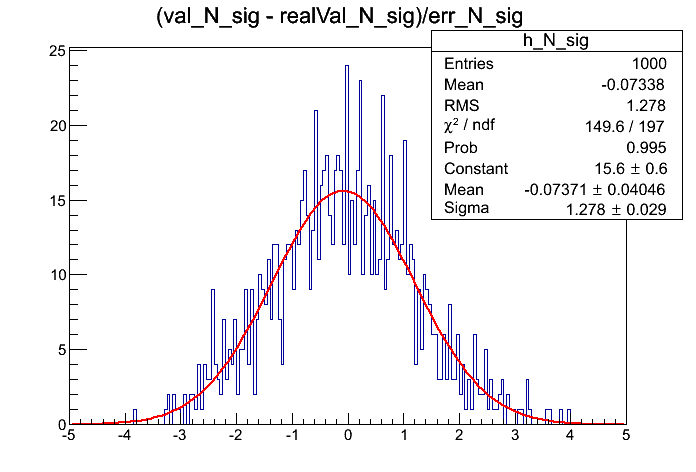 (val_N_sig - realVal_N_sig)/err_N_sig
h_N_sig
Entries 1000
Mean -0.07338
RMS 1.278
χ² / ndf 149.6 / 197
Prob 0.995
Constant 15.6 ± 0.6
Mean -0.07371 ± 0.04046
Sigma 1.278 ± 0.029
25
20
15
10
5
0
-5 -4 -3 -2 -1 0 1 2 3 4 5